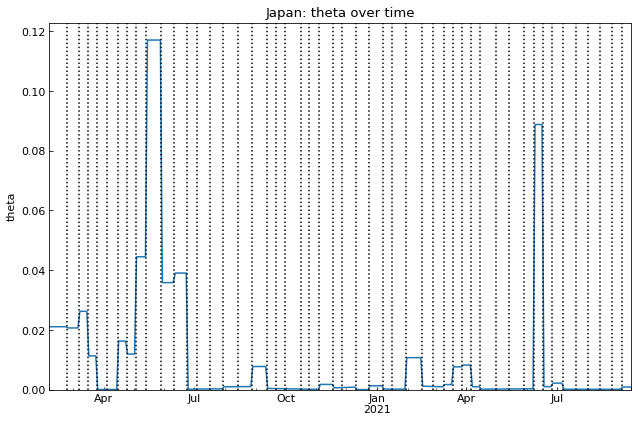 Japan: theta over time
theta
0.12
0.10
0.08
0.06
0.04
0.02
0.00
Apr
Jul
Oct
Jan
2021
Apr
Jul